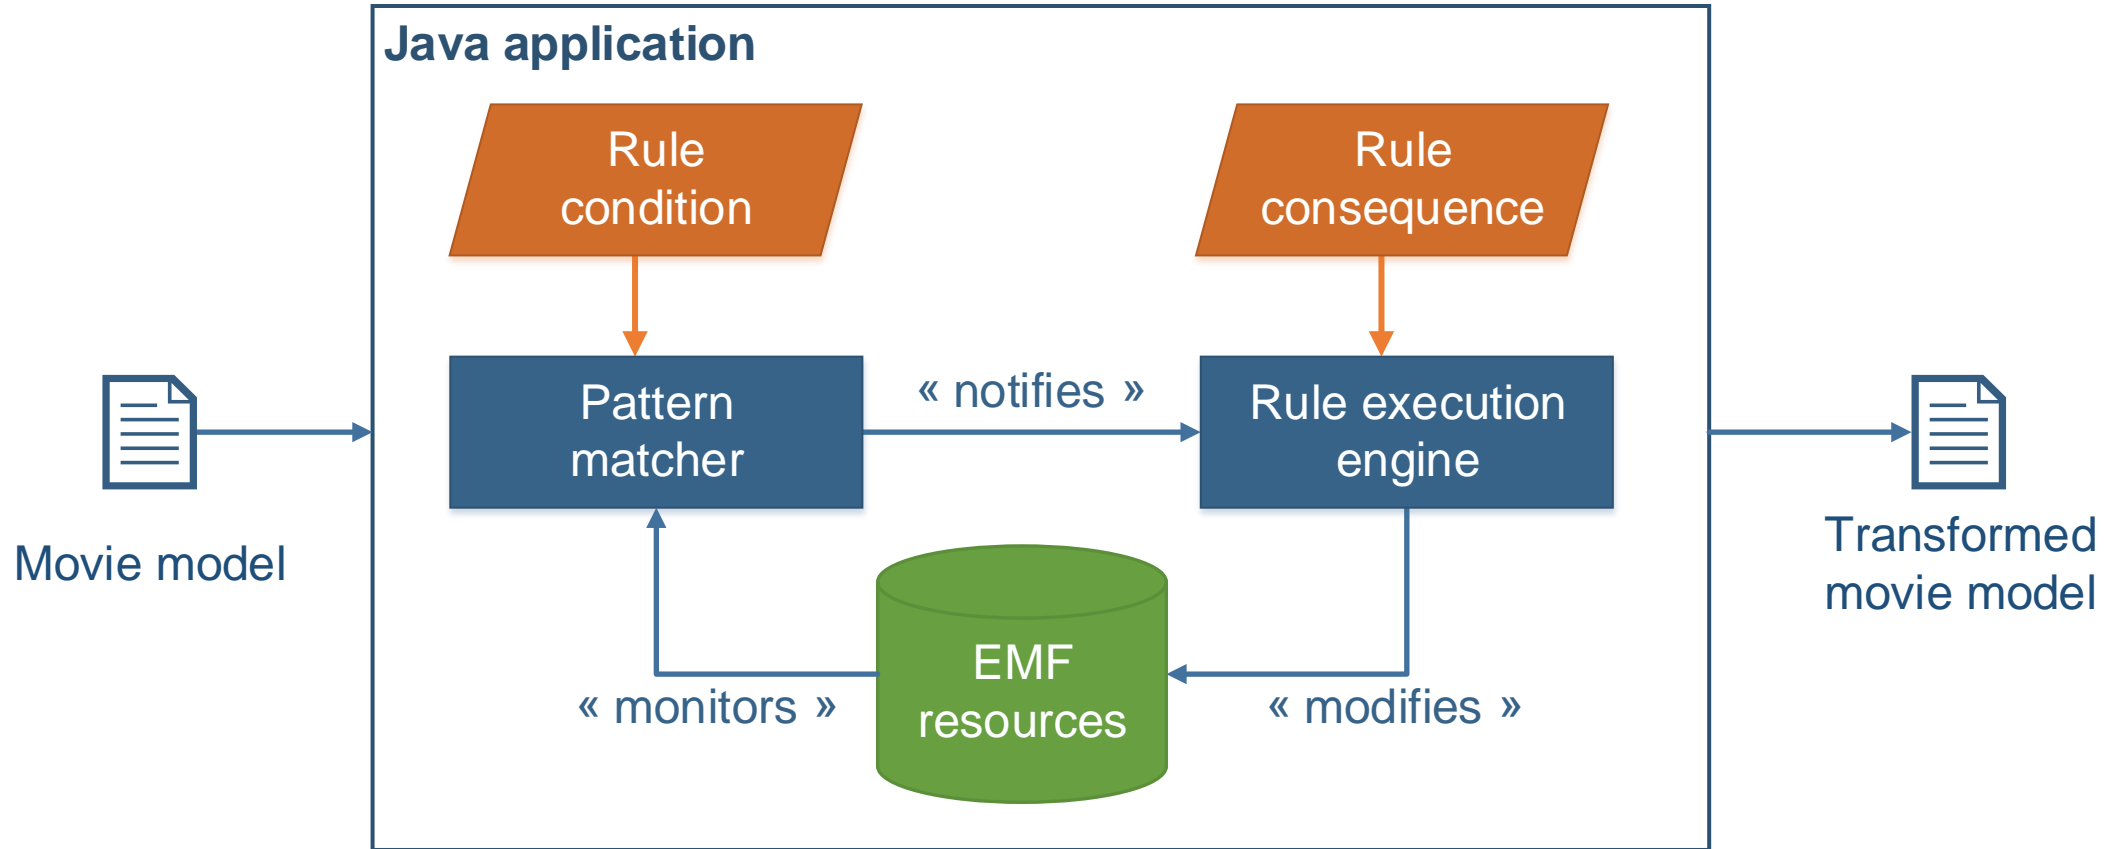 Java application
Rule
condition
Rule
consequence
Pattern
matcher
« notifies »
Rule execution
engine
Movie model
Transformed
movie model
EMF
resources
« monitors »
« modifies »